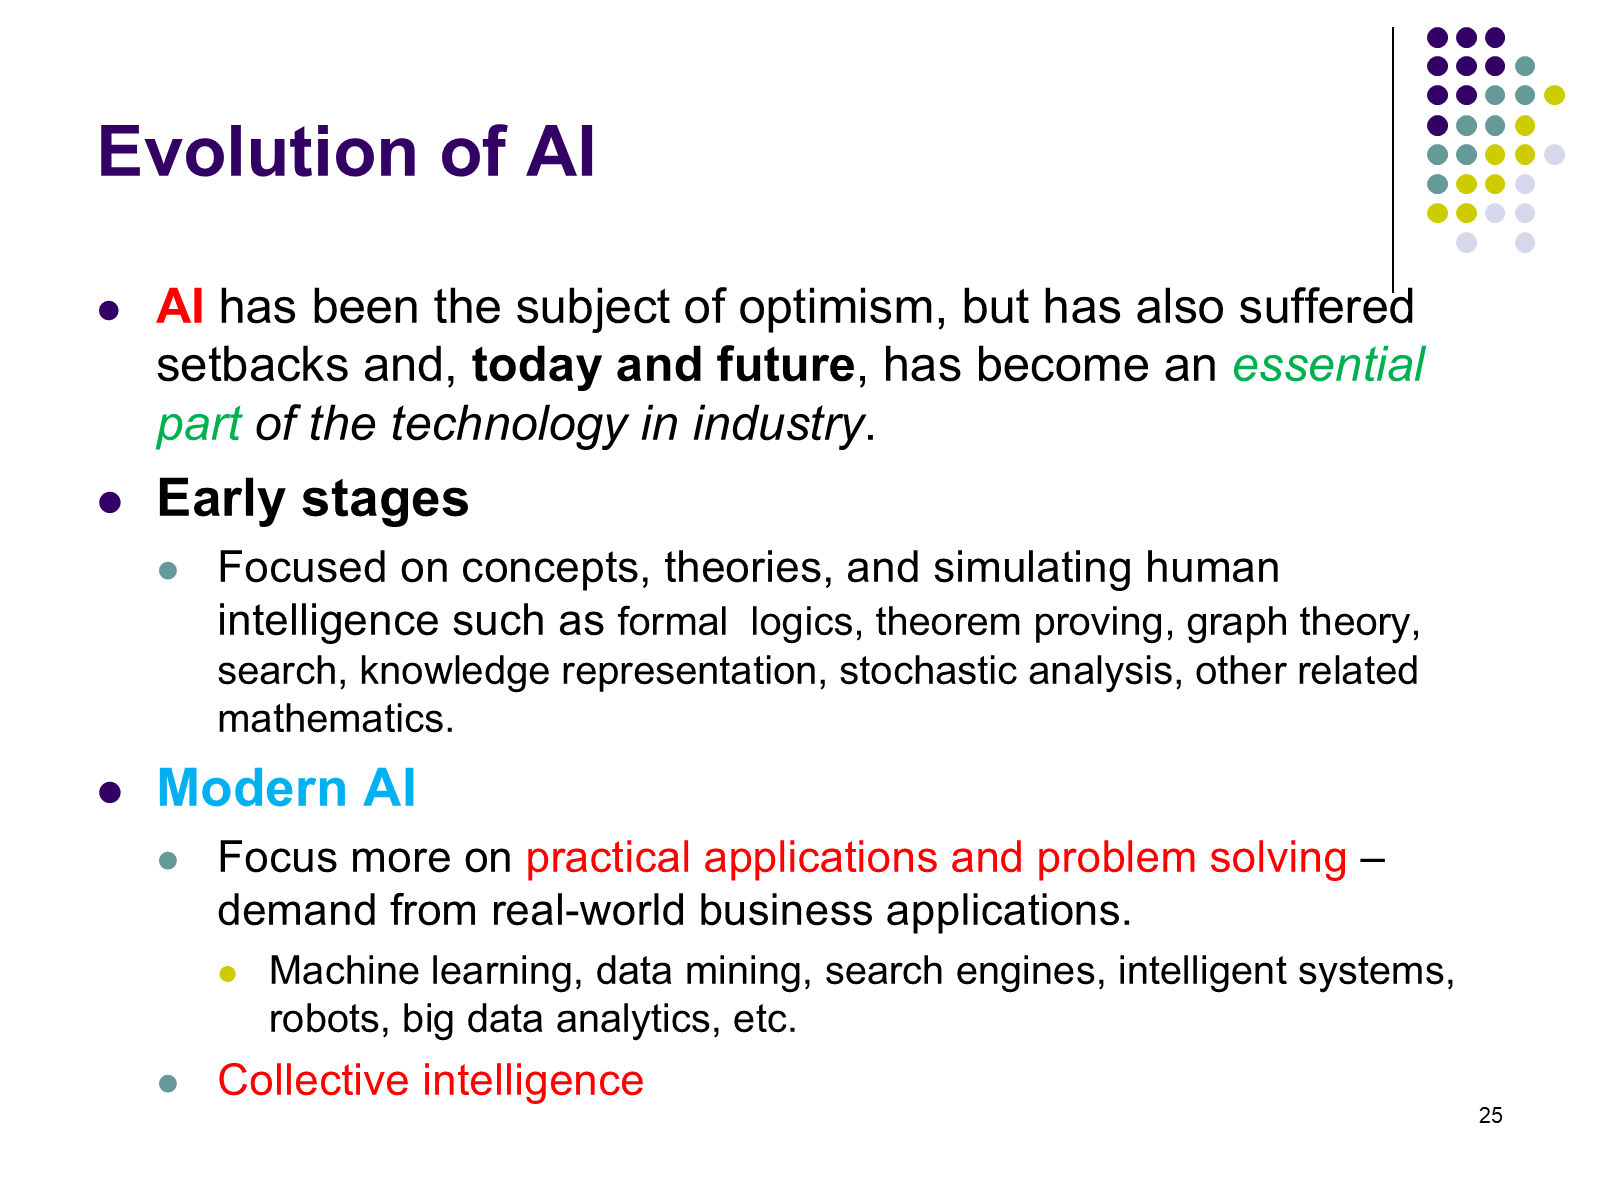 Evolution of AI
AI has been the subject of optimism, but has also suffered
setbacks and, today and future, has become an essential
part of the technology in industry.
Early stages
Focused on concepts, theories, and simulating human
intelligence such as formal  logics, theorem proving, graph theory,
search, knowledge representation, stochastic analysis, other related
mathematics.
Modern AI
Focus more on practical applications and problem solving –
demand from real-world business applications.
Machine learning, data mining, search engines, intelligent systems,
robots, big data analytics, etc.
Collective intelligence
25